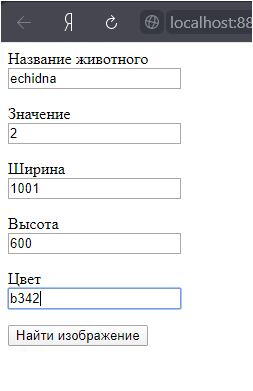 Я localhost:88
Название животного
echidna
Значение
2
Ширина
1001
Высота
600
Цвет
b342
Найти изображение